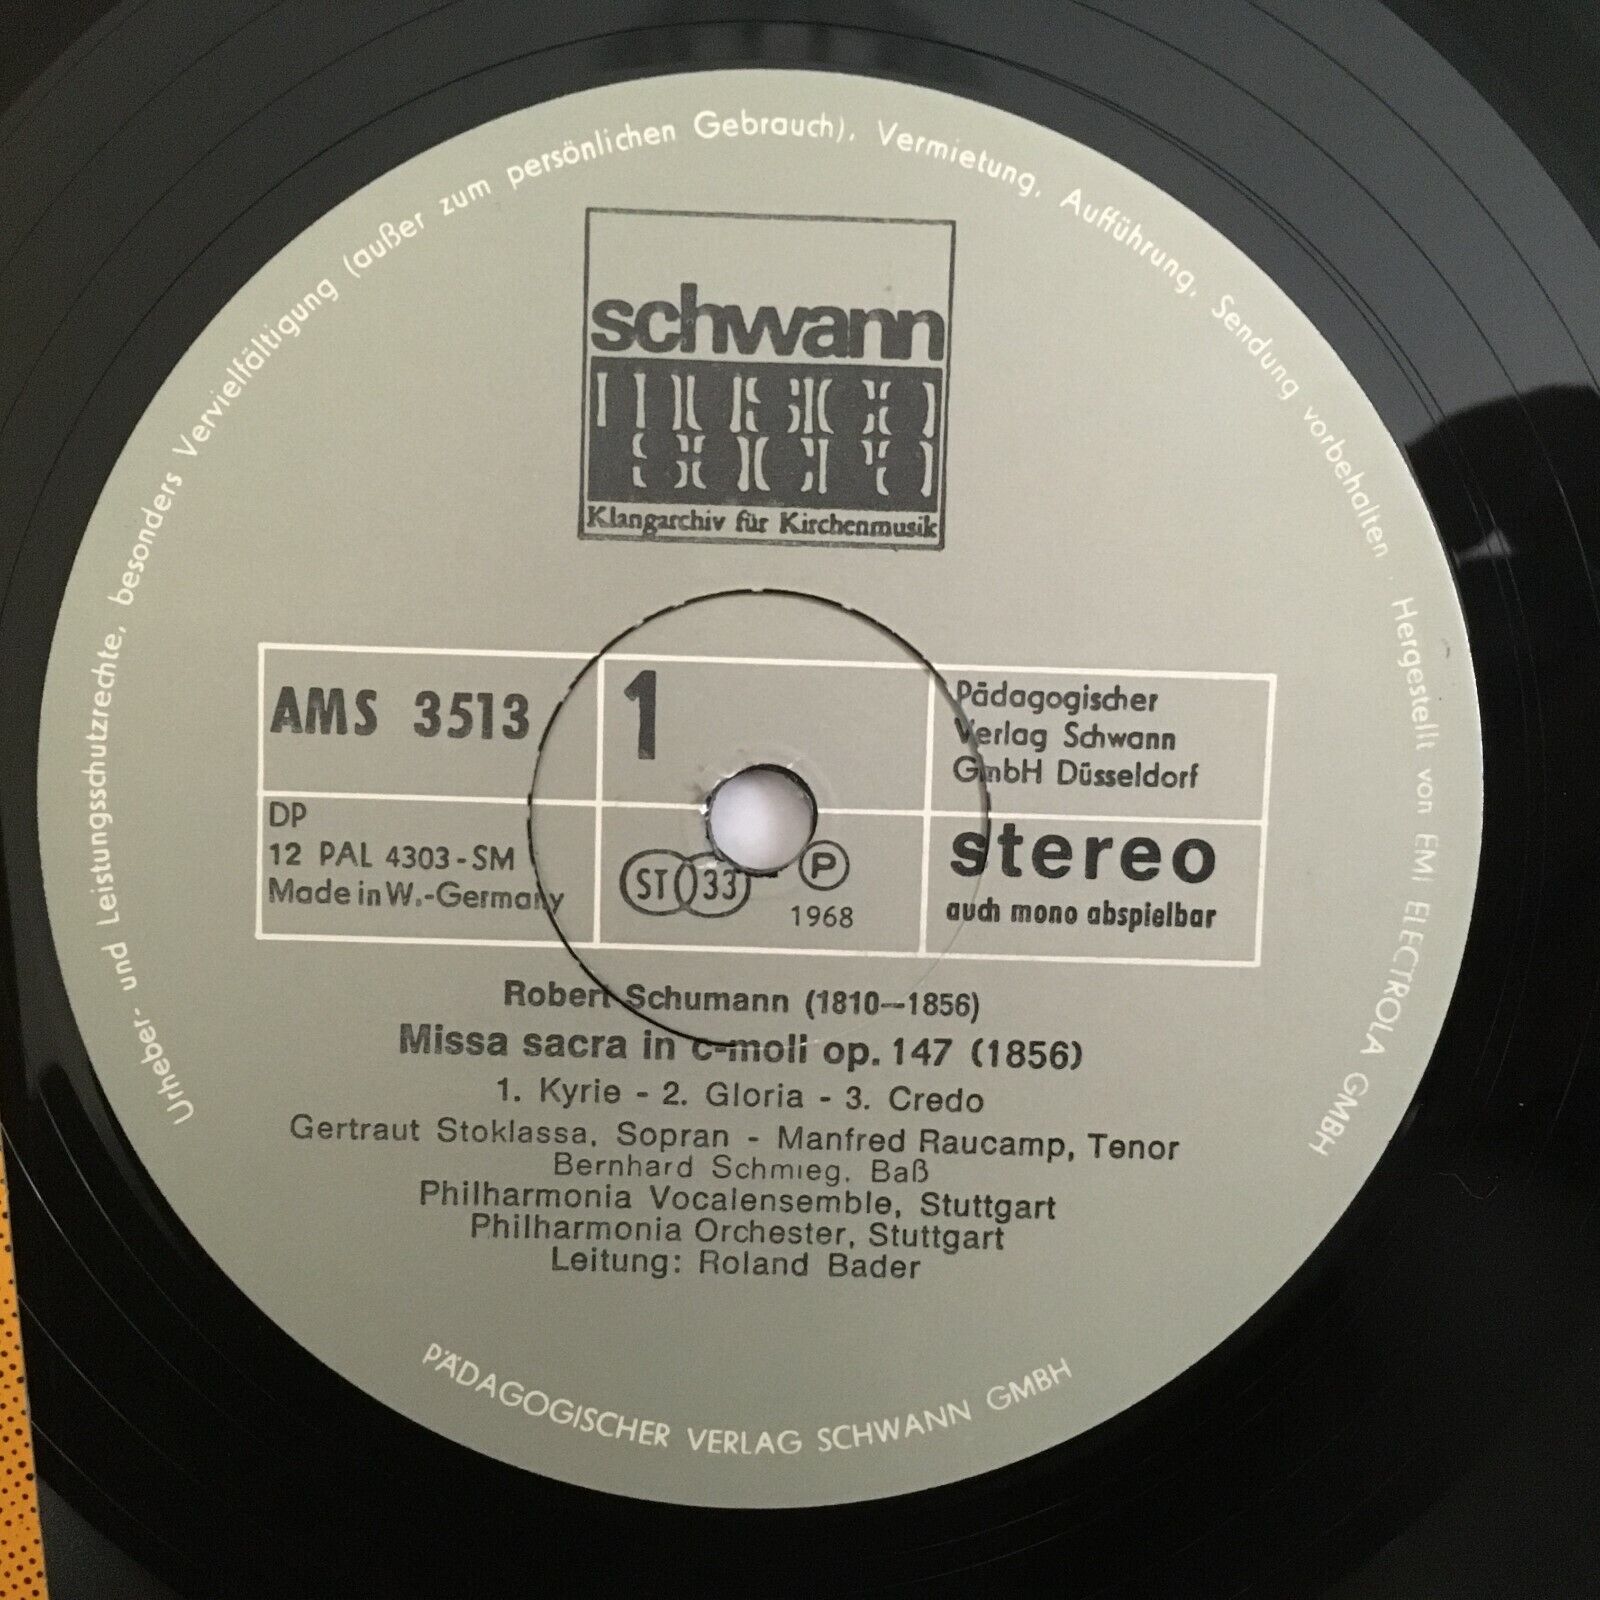 Urheber- und Leistungsschutzrechte, besonders Vervielfältigung (außer zum persönlichen Gebrauch), Vermietung, Aufführung, Sendung vorbehalten . Hergestellt von EMI ELECTROLA GMBH
schwann
Klangarchiv für Kirchenmusik
AMS 3513
1
Pädagogischer
Verlag Schwann
GmbH Düsseldorf
DP
12 PAL 4303-SM
Made in W.-Germany
ST 33
P
1968
stereo
auch mono abspielbar
Robert Schumann (1810—1856)
Missa sacra in c-moll op. 147 (1856)
1. Kyrie - 2. Gloria - 3. Credo
Gertraut Stoklassa, Sopran - Manfred Raucamp, Tenor
Bernhard Schmieg, Baß
Philharmonia Vocalensemble, Stuttgart
Philharmonia Orchester, Stuttgart
Leitung: Roland Bader
PÄDAGOGISCHER VERLAG SCHWANN GMBH